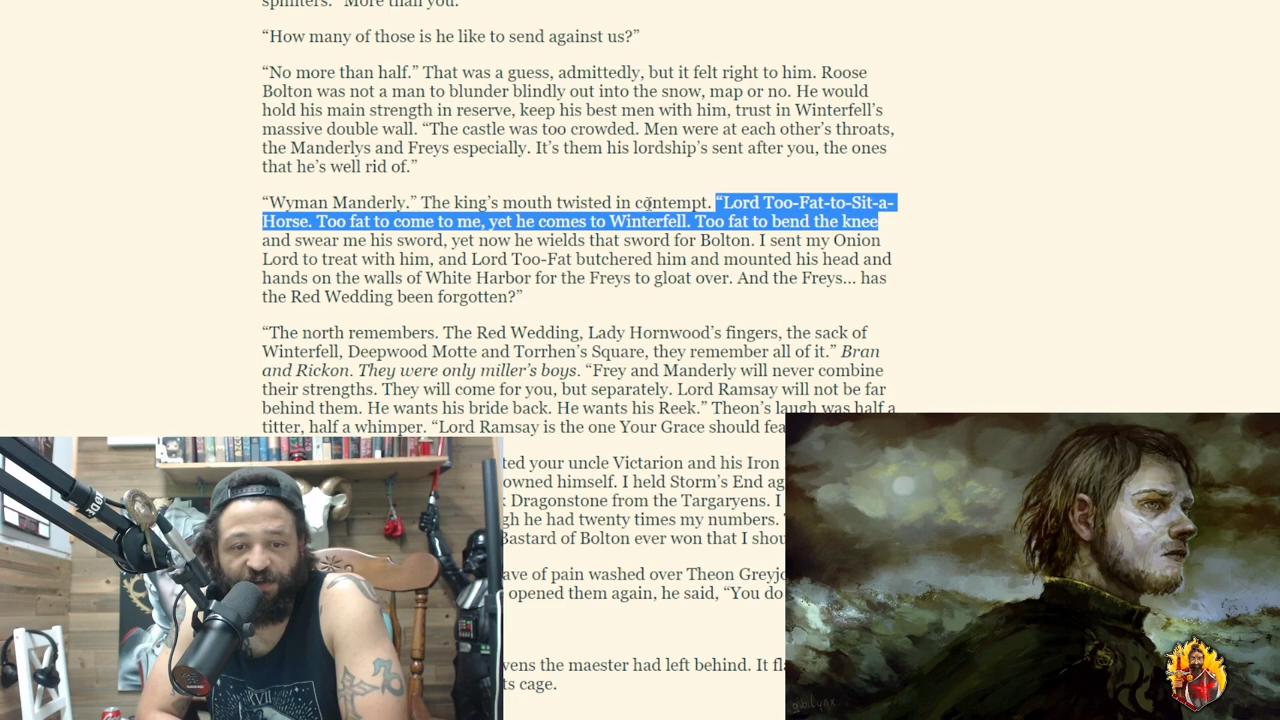 splinters. “More than you.”
“How many of those is he like to send against us?”
“No more than half.” That was a guess, admittedly, but it felt right to him. Roose
Bolton was not a man to blunder blindly out into the snow, map or no. He would
hold his main strength in reserve, keep his best men with him, trust in Winterfell’s
massive double wall. “The castle was too crowded. Men were at each other’s throats,
the Manderlys and Freys especially. It’s them his lordship’s sent after you, the ones
that he’s well rid of.”
“Wyman Manderly.” The king’s mouth twisted in contempt. “Lord Too-Fat-to-Sit-a-
Horse. Too fat to come to me, yet he comes to Winterfell. Too fat to bend the knee
and swear me his sword, yet now he wields that sword for Bolton. I sent my Onion
Lord to treat with him, and Lord Too-Fat butchered him and mounted his head and
hands on the walls of White Harbor for the Freys to gloat over. And the Freys... has
the Red Wedding been forgotten?”
“The north remembers. The Red Wedding, Lady Hornwood’s fingers, the sack of
Winterfell, Deepwood Motte and Torrhen’s Square, they remember all of it.” Bran
and Rickon. They were only miller’s boys. “Frey and Manderly will never combine
their strengths. They will come for you, but separately. Lord Ramsay will not be far
behind them. He wants his bride back. He wants his Reek.” Theon’s laugh was half a
titter, half a whimper. “Lord Ramsay is the one Your Grace should fea
ted your uncle Victarion and his Iron
owned himself. I held Storm’s End ag
Dragonstone from the Targaryens. I
gh he had twenty times my numbers.
Bastard of Bolton ever won that I shou
ave of pain washed over Theon Greyjo
opened them again, he said, “You do
vens the maester had left behind. It fl
ts cage.
RODE
XVII
gibilynx